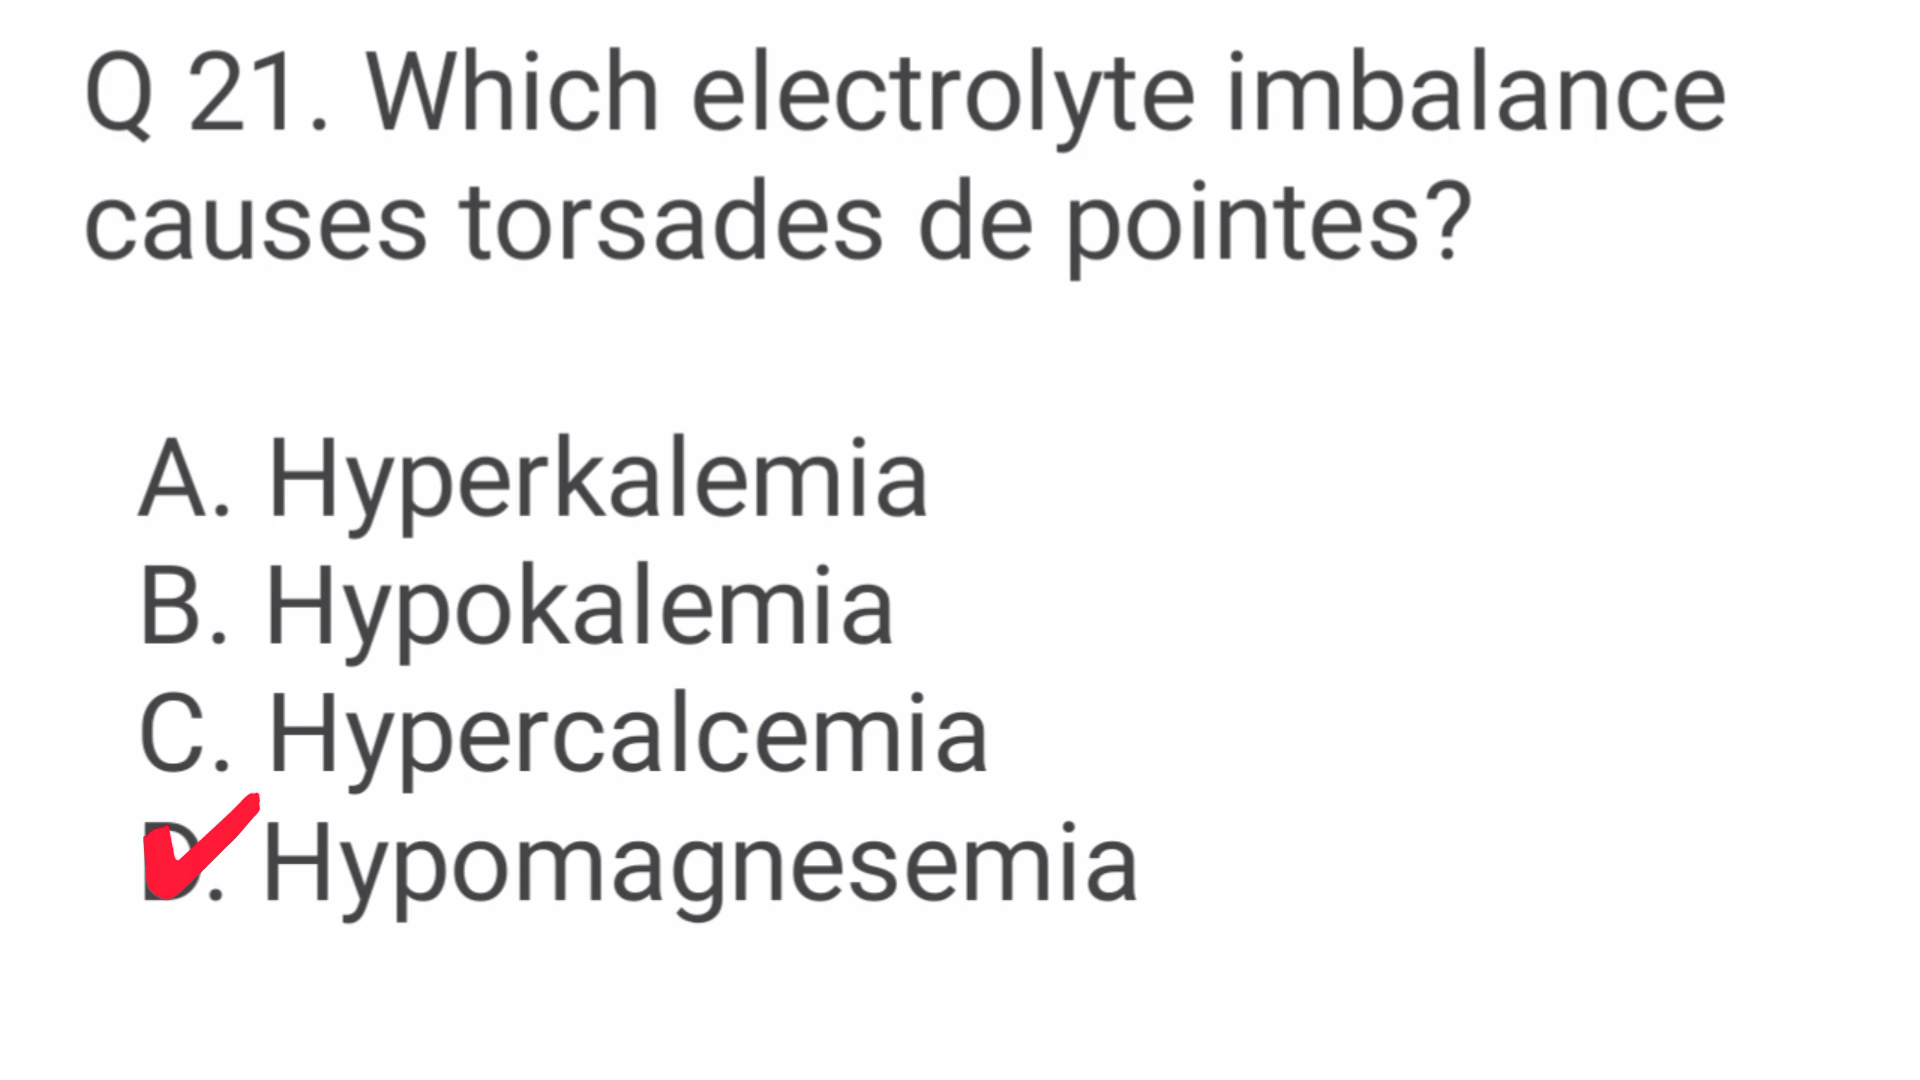 Q 21. Which electrolyte imbalance
causes torsades de pointes?
A. Hyperkalemia
B. Hypokalemia
C. Hypercalcemia
D. Hypomagnesemia